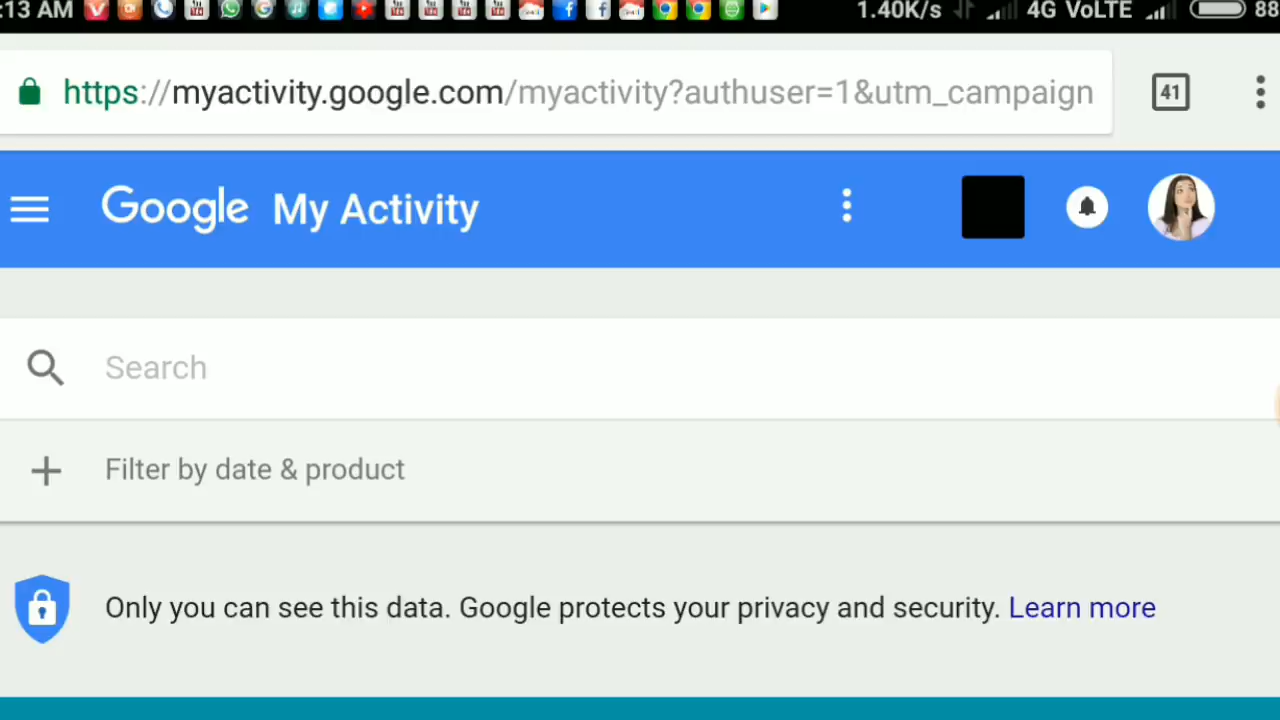 :13 AM 1.40K/s 4G VoLTE 88
https://myactivity.google.com/myactivity?authuser=1&utm_campaign 41
Google My Activity
Search
Filter by date & product
Only you can see this data. Google protects your privacy and security. Learn more